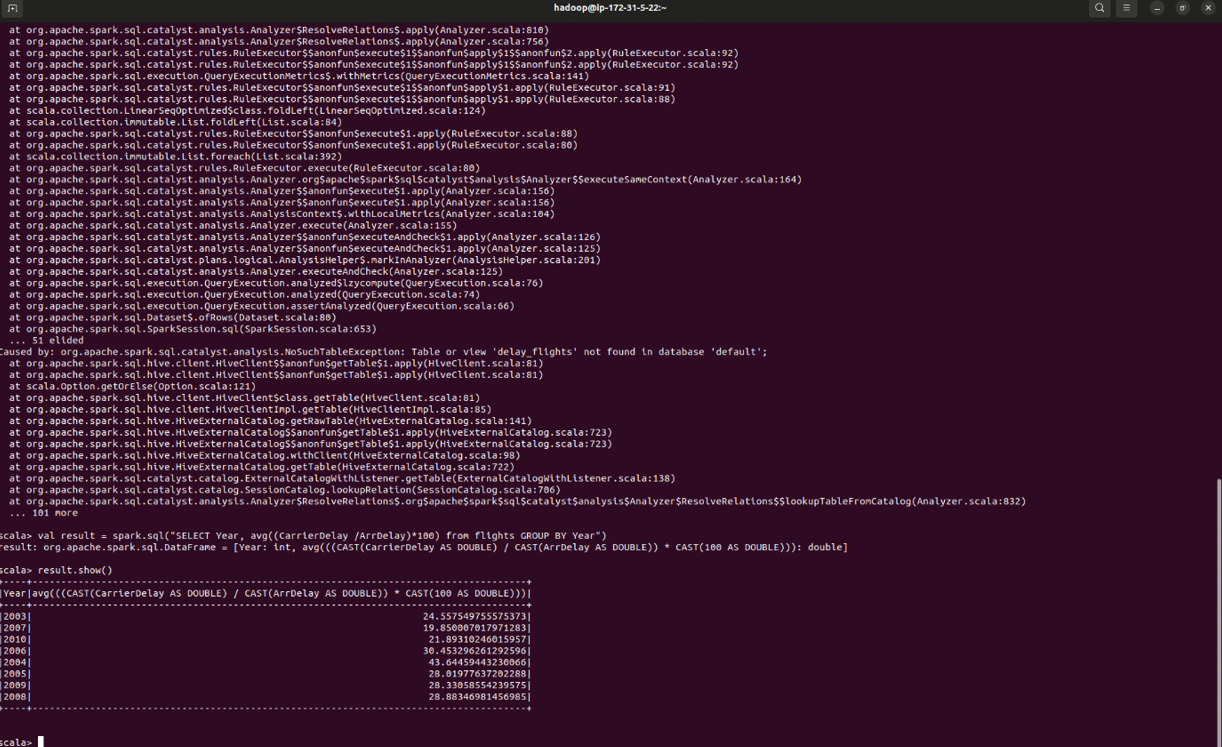 hadoop@ip-172-31-5-22:~
at org.apache.spark.sql.catalyst.analysis.Analyzer$ResolveRelations$.apply(Analyzer.scala:810)
at org.apache.spark.sql.catalyst.analysis.Analyzer$ResolveRelations$.apply(Analyzer.scala:756)
at org.apache.spark.sql.catalyst.rules.RuleExecutor$$anonfun$execute$1$$anonfun$apply$1$$anonfun$2.apply(RuleExecutor.scala:92)
at org.apache.spark.sql.catalyst.rules.RuleExecutor$$anonfun$execute$1$$anonfun$apply$1$$anonfun$2.apply(RuleExecutor.scala:92)
at org.apache.spark.sql.execution.QueryExecutionMetrics$.withMetrics(QueryExecutionMetrics.scala:141)
at org.apache.spark.sql.catalyst.rules.RuleExecutor$$anonfun$execute$1$$anonfun$apply$1.apply(RuleExecutor.scala:91)
at org.apache.spark.sql.catalyst.rules.RuleExecutor$$anonfun$execute$1$$anonfun$apply$1.apply(RuleExecutor.scala:88)
at scala.collection.LinearSeqOptimized$class.foldLeft(LinearSeqOptimized.scala:124)
at scala.collection.immutable.List.foldLeft(List.scala:84)
at org.apache.spark.sql.catalyst.rules.RuleExecutor$$anonfun$execute$1.apply(RuleExecutor.scala:88)
at org.apache.spark.sql.catalyst.rules.RuleExecutor$$anonfun$execute$1.apply(RuleExecutor.scala:80)
at scala.collection.immutable.List.foreach(List.scala:392)
at org.apache.spark.sql.catalyst.rules.RuleExecutor.execute(RuleExecutor.scala:80)
at org.apache.spark.sql.catalyst.analysis.Analyzer.org$apache$spark$sql$catalyst$analysis$Analyzer$$executeSameContext(Analyzer.scala:164)
at org.apache.spark.sql.catalyst.analysis.Analyzer$$anonfun$execute$1.apply(Analyzer.scala:156)
at org.apache.spark.sql.catalyst.analysis.Analyzer$$anonfun$execute$1.apply(Analyzer.scala:156)
at org.apache.spark.sql.catalyst.analysis.AnalysisContext$.withLocalMetrics(Analyzer.scala:104)
at org.apache.spark.sql.catalyst.analysis.Analyzer.execute(Analyzer.scala:155)
at org.apache.spark.sql.catalyst.analysis.Analyzer$$anonfun$executeAndCheck$1.apply(Analyzer.scala:126)
at org.apache.spark.sql.catalyst.analysis.Analyzer$$anonfun$executeAndCheck$1.apply(Analyzer.scala:125)
at org.apache.spark.sql.catalyst.plans.logical.AnalysisHelper$.markInAnalyzer(AnalysisHelper.scala:201)
at org.apache.spark.sql.catalyst.analysis.Analyzer.executeAndCheck(Analyzer.scala:125)
at org.apache.spark.sql.execution.QueryExecution.analyzed$lzycompute(QueryExecution.scala:76)
at org.apache.spark.sql.execution.QueryExecution.analyzed(QueryExecution.scala:74)
at org.apache.spark.sql.execution.QueryExecution.assertAnalyzed(QueryExecution.scala:66)
at org.apache.spark.sql.Dataset$.ofRows(Dataset.scala:80)
at org.apache.spark.sql.SparkSession.sql(SparkSession.scala:653)
... 51 elided
Caused by: org.apache.spark.sql.catalyst.analysis.NoSuchTableException: Table or view 'delay_flights' not found in database 'default';
at org.apache.spark.sql.hive.client.HiveClient$$anonfun$getTable$1.apply(HiveClient.scala:81)
at org.apache.spark.sql.hive.client.HiveClient$$anonfun$getTable$1.apply(HiveClient.scala:81)
at scala.Option.getOrElse(Option.scala:121)
at org.apache.spark.sql.hive.client.HiveClient$class.getTable(HiveClient.scala:81)
at org.apache.spark.sql.hive.client.HiveClientImpl.getTable(HiveClientImpl.scala:85)
at org.apache.spark.sql.hive.HiveExternalCatalog.getRawTable(HiveExternalCatalog.scala:141)
at org.apache.spark.sql.hive.HiveExternalCatalog$$anonfun$getTable$1.apply(HiveExternalCatalog.scala:723)
at org.apache.spark.sql.hive.HiveExternalCatalog$$anonfun$getTable$1.apply(HiveExternalCatalog.scala:723)
at org.apache.spark.sql.hive.HiveExternalCatalog.withClient(HiveExternalCatalog.scala:98)
at org.apache.spark.sql.hive.HiveExternalCatalog.getTable(HiveExternalCatalog.scala:722)
at org.apache.spark.sql.catalyst.catalog.ExternalCatalogWithListener.getTable(ExternalCatalogWithListener.scala:138)
at org.apache.spark.sql.catalyst.catalog.SessionCatalog.lookupRelation(SessionCatalog.scala:706)
at org.apache.spark.sql.catalyst.analysis.Analyzer$ResolveRelations$.org$apache$spark$sql$catalyst$analysis$Analyzer$ResolveRelations$$lookupTableFromCatalog(Analyzer.scala:832)
... 101 more
scala> val result = spark.sql("SELECT Year, avg((CarrierDelay /ArrDelay)*100) from flights GROUP BY Year")
result: org.apache.spark.sql.DataFrame = [Year: int, avg(((CAST(CarrierDelay AS DOUBLE) / CAST(ArrDelay AS DOUBLE)) * CAST(100 AS DOUBLE))): double]
scala> result.show()
+----+--------------------------------------------------------------------------------------+
|Year|avg(((CAST(CarrierDelay AS DOUBLE) / CAST(ArrDelay AS DOUBLE)) * CAST(100 AS DOUBLE)))|
+----+--------------------------------------------------------------------------------------+
|2003| 24.557549755575373|
|2007| 19.850007017971283|
|2010| 21.89310246015957|
|2006| 30.453296261292596|
|2004| 43.64459443230066|
|2005| 28.01977637202288|
|2009| 28.33058554239575|
|2008| 28.88346981456985|
+----+--------------------------------------------------------------------------------------+
scala>